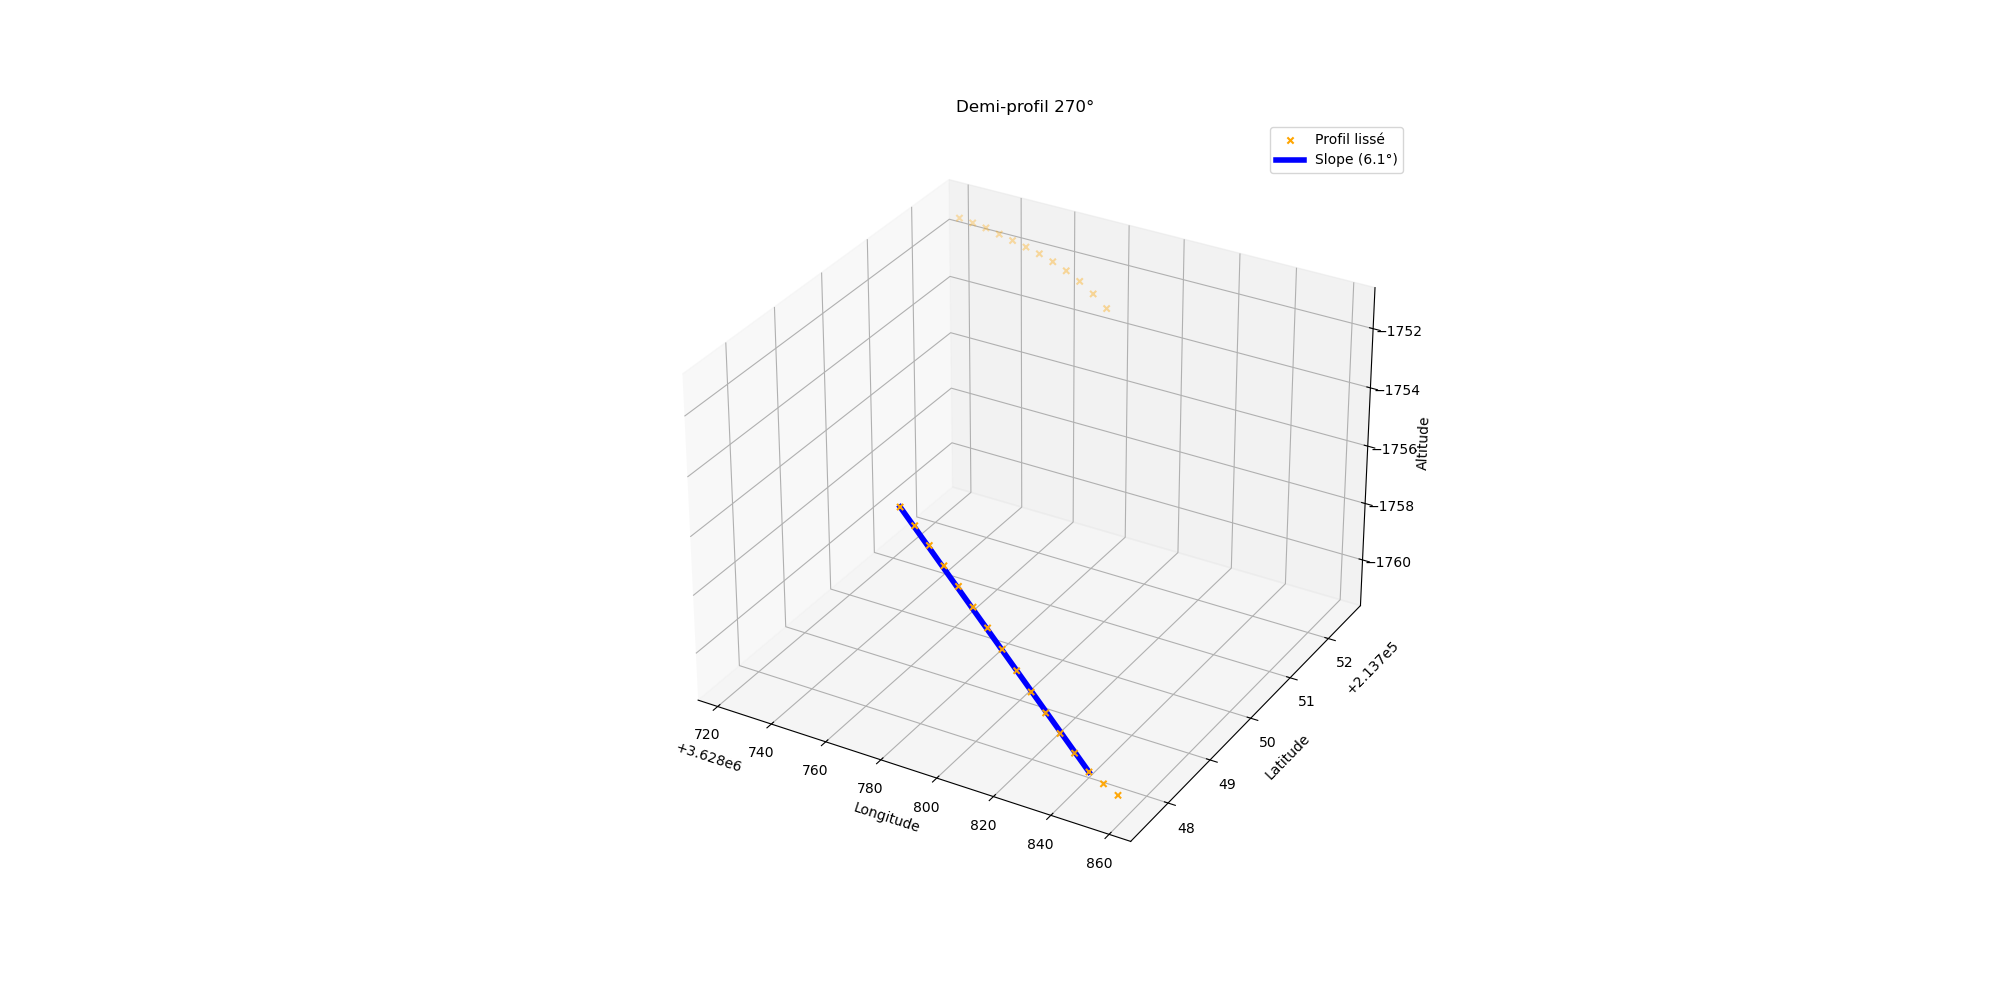 Demi-profil 270°
Profil lissé
Slope (6.1°)
−1752
−1754
−1756
−1758
−1760
Altitude
52
51
50
49
48
+2.137e5
Latitude
720
740
760
780
800
820
840
860
+3.628e6
Longitude